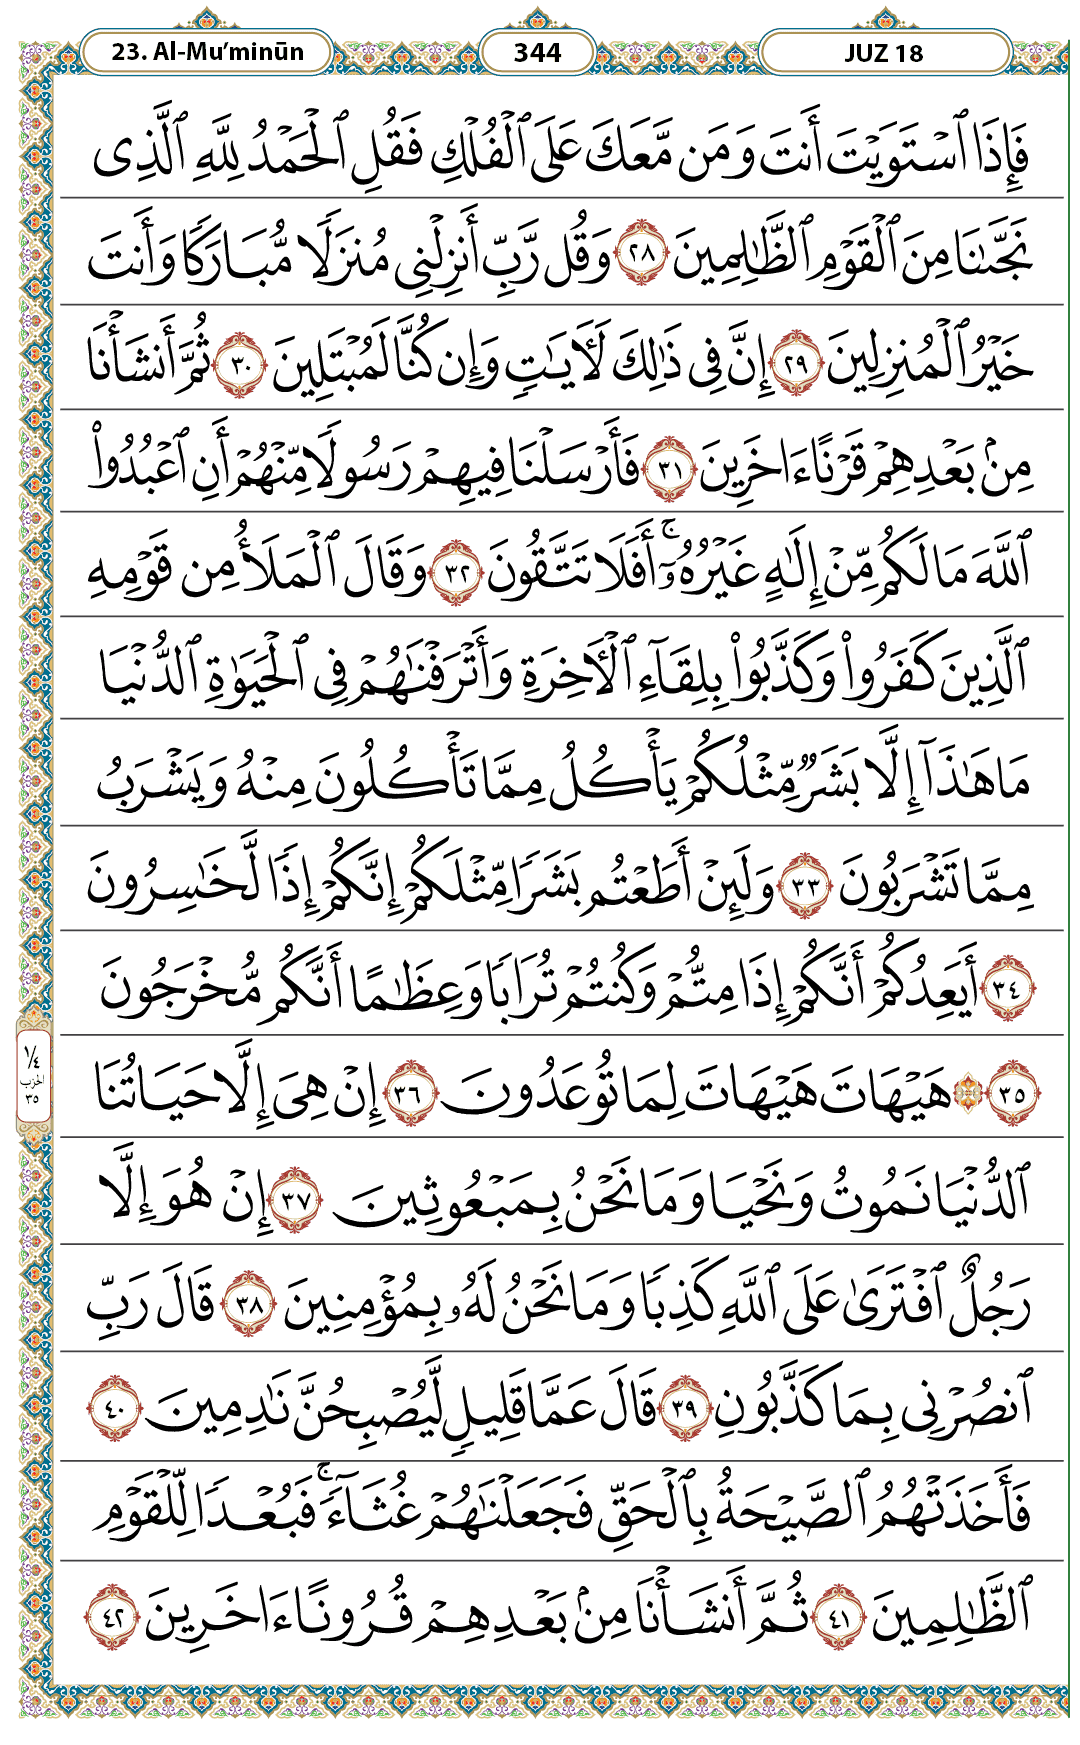 23. Al-Mu’minūn 344 JUZ 18
فَإِذَا ٱسْتَوَيْتَ أَنتَ وَمَن مَّعَكَ عَلَى ٱلْفُلْكِ فَقُلِ ٱلْحَمْدُ لِلَّهِ ٱلَّذِى
نَجَّىٰنَا مِنَ ٱلْقَوْمِ ٱلظَّـٰلِمِينَ ٢٨ وَقُل رَّبِّ أَنزِلْنِى مُنزَلًا مُّبَارَكًا وَأَنتَ
خَيْرُ ٱلْمُنزِلِينَ ٢٩ إِنَّ فِى ذَٰلِكَ لَـَٔايَـٰتٍ وَإِن كُنَّا لَمُبْتَلِينَ ٣٠ ثُمَّ أَنشَأْنَا
مِنۢ بَعْدِهِمْ قَرْنًا ءَاخَرِينَ ٣١ فَأَرْسَلْنَا فِيهِمْ رَسُولًا مِّنْهُمْ أَنِ ٱعْبُدُوا۟
ٱللَّهَ مَا لَكُم مِّنْ إِلَـٰهٍ غَيْرُهُۥٓ ۚ أَفَلَا تَتَّقُونَ ٣٢ وَقَالَ ٱلْمَلَأُ مِن قَوْمِهِ
ٱلَّذِينَ كَفَرُوا۟ وَكَذَّبُوا۟ بِلِقَآءِ ٱلْـَٔاخِرَةِ وَأَتْرَفْنَـٰهُمْ فِى ٱلْحَيَوٰةِ ٱلدُّنْيَا
مَا هَـٰذَآ إِلَّا بَشَرٌ مِّثْلُكُمْ يَأْكُلُ مِمَّا تَأْكُلُونَ مِنْهُ وَيَشْرَبُ
مِمَّا تَشْرَبُونَ ٣٣ وَلَئِنْ أَطَعْتُم بَشَرًا مِّثْلَكُمْ إِنَّكُمْ إِذًا لَّخَـٰسِرُونَ
٣٤ أَيَعِدُكُمْ أَنَّكُمْ إِذَا مِتُّمْ وَكُنتُمْ تُرَابًا وَعِظَـٰمًا أَنَّكُم مُّخْرَجُونَ
٣٥ ۞ هَيْهَاتَ هَيْهَاتَ لِمَا تُوعَدُونَ ٣٦ إِنْ هِىَ إِلَّا حَيَاتُنَا
١/٤
الحزب
٣٥
ٱلدُّنْيَا نَمُوتُ وَنَحْيَا وَمَا نَحْنُ بِمَبْعُوثِينَ ٣٧ إِنْ هُوَ إِلَّا
رَجُلٌ ٱفْتَرَىٰ عَلَى ٱللَّهِ كَذِبًا وَمَا نَحْنُ لَهُۥ بِمُؤْمِنِينَ ٣٨ قَالَ رَبِّ
ٱنصُرْنِى بِمَا كَذَّبُونِ ٣٩ قَالَ عَمَّا قَلِيلٍ لَّيُصْبِحُنَّ نَـٰدِمِينَ ٤٠
فَأَخَذَتْهُمُ ٱلصَّيْحَةُ بِٱلْحَقِّ فَجَعَلْنَـٰهُمْ غُثَآءً ۚ فَبُعْدًا لِّلْقَوْمِ
ٱلظَّـٰلِمِينَ ٤١ ثُمَّ أَنشَأْنَا مِنۢ بَعْدِهِمْ قُرُونًا ءَاخَرِينَ ٤٢